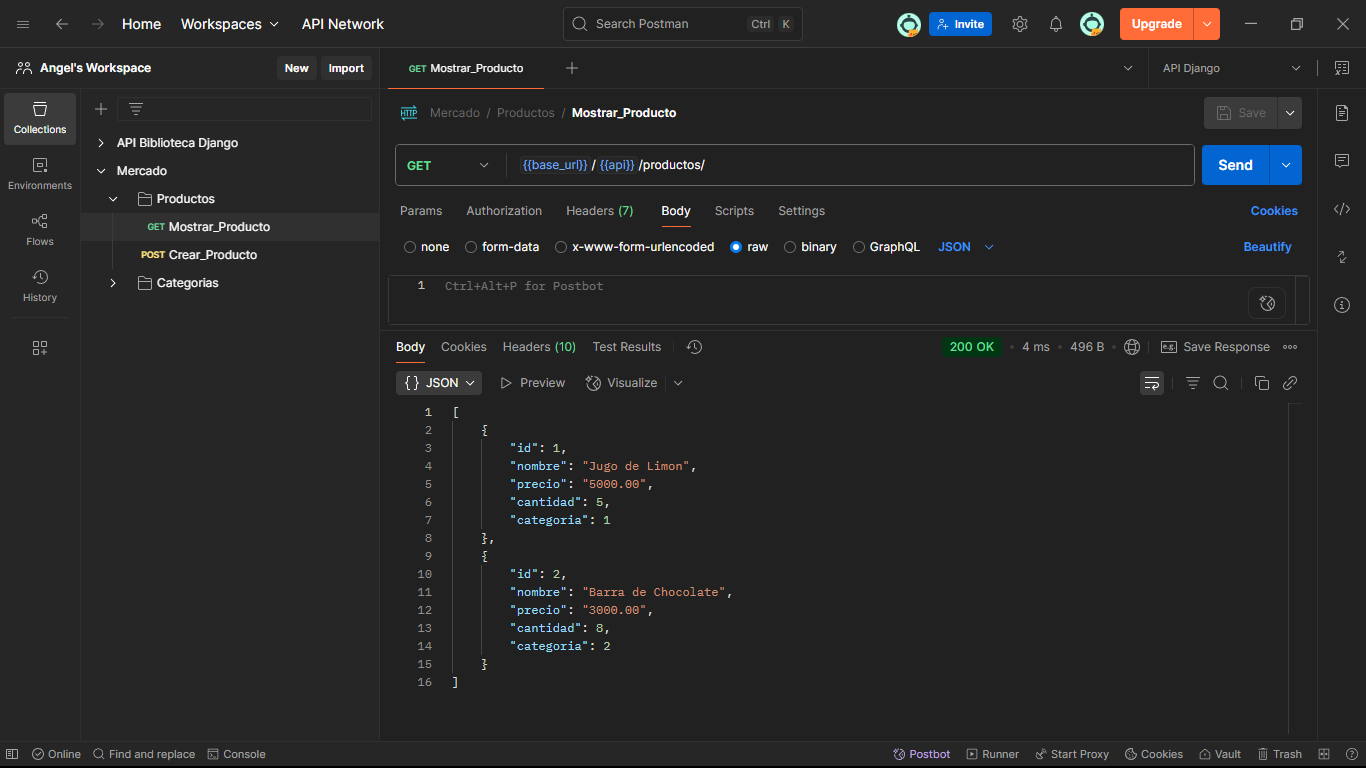 Home Workspaces API Network Search Postman Ctrl K Invite Upgrade
Angel's Workspace New Import GET Mostrar_Producto API Django
Collections
Environments
Flows
History
API Biblioteca Django
Mercado
Productos
GET Mostrar_Producto
POST Crear_Producto
Categorias
HTTP Mercado / Productos / Mostrar_Producto Save
GET {{base_url}} / {{api}} /productos/ Send
Params Authorization Headers (7) Body Scripts Settings Cookies
none form-data x-www-form-urlencoded raw binary GraphQL JSON Beautify
1 Ctrl+Alt+P for Postbot
Body Cookies Headers (10) Test Results 200 OK • 4 ms • 496 B • e.g. Save Response
{} JSON Preview Visualize
1 [
2 {
3 "id": 1,
4 "nombre": "Jugo de Limon",
5 "precio": "5000.00",
6 "cantidad": 5,
7 "categoria": 1
8 },
9 {
10 "id": 2,
11 "nombre": "Barra de Chocolate",
12 "precio": "3000.00",
13 "cantidad": 8,
14 "categoria": 2
15 }
16 ]
Online Find and replace Console Postbot Runner Start Proxy Cookies Vault Trash